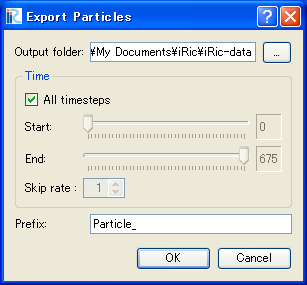 Export Particles
Output folder: ¥My Documents¥iRic¥iRic-data ...
Time
All timesteps
Start: 0
End: 675
Skip rate : 1
Prefix: Particle_
OK Cancel